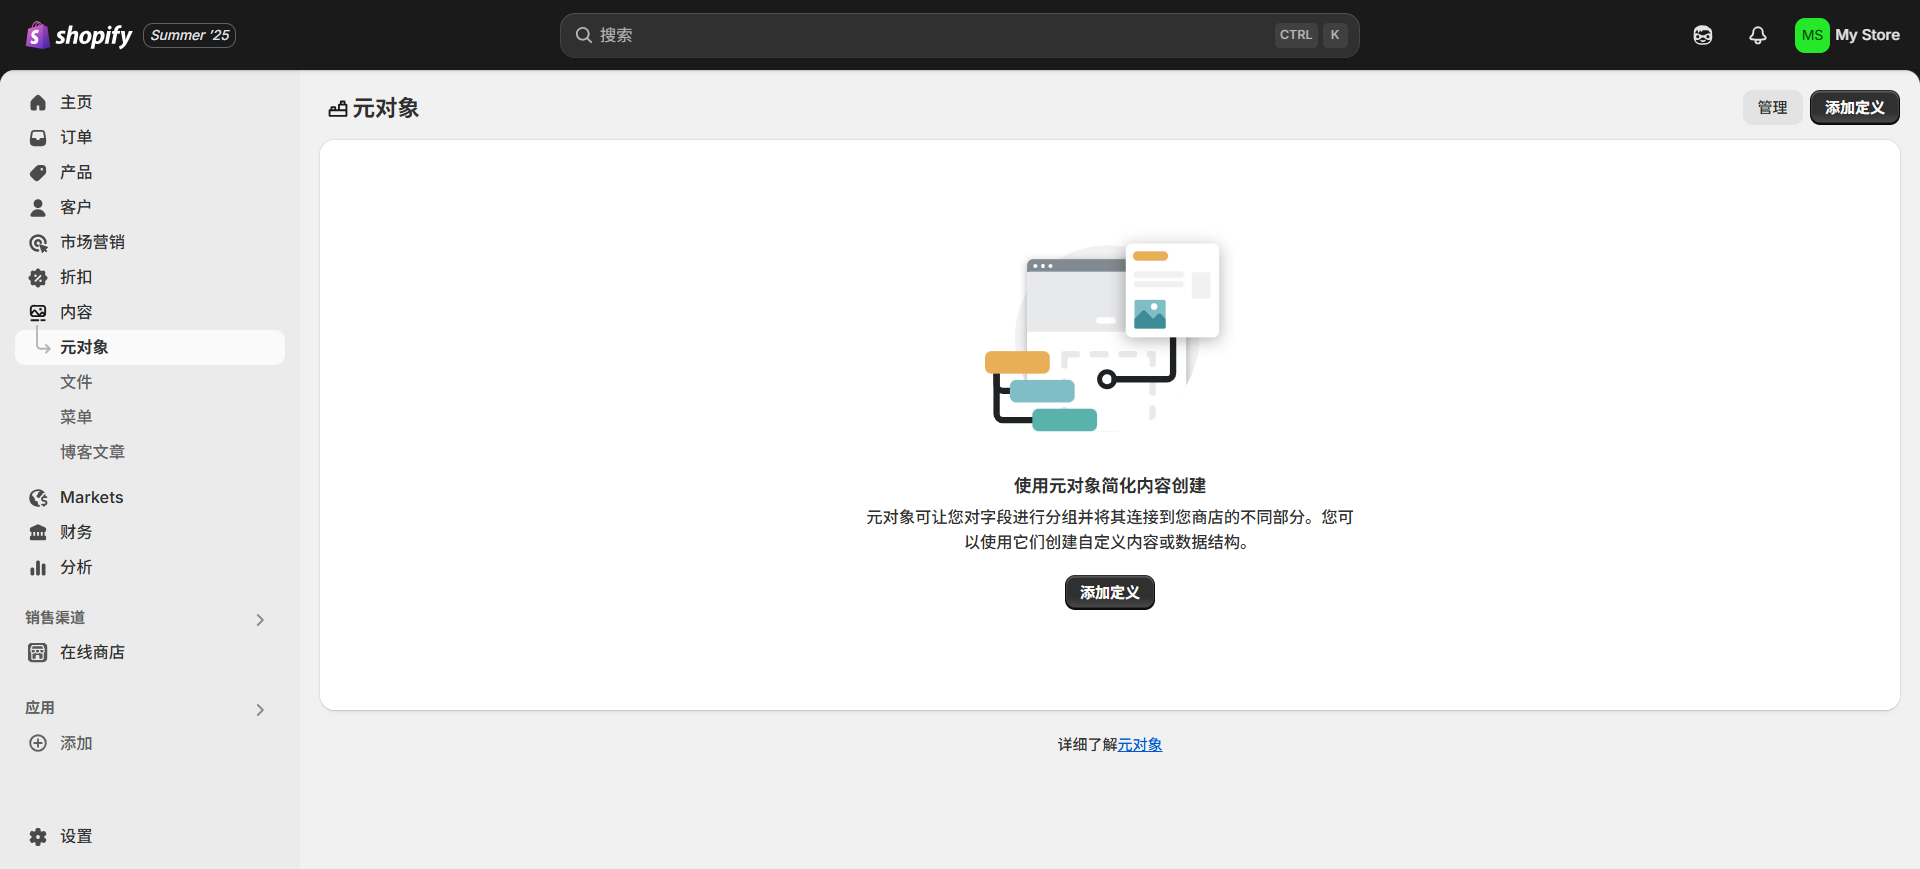 shopify Summer '25
搜索
CTRL K
MS My Store
主页
订单
产品
客户
市场营销
折扣
内容
元对象
文件
菜单
博客文章
Markets
财务
分析
销售渠道
在线商店
应用
添加
设置
元对象
管理
添加定义
使用元对象简化内容创建
元对象可让您对字段进行分组并将其连接到您商店的不同部分。您可
以使用它们创建自定义内容或数据结构。
添加定义
详细了解元对象